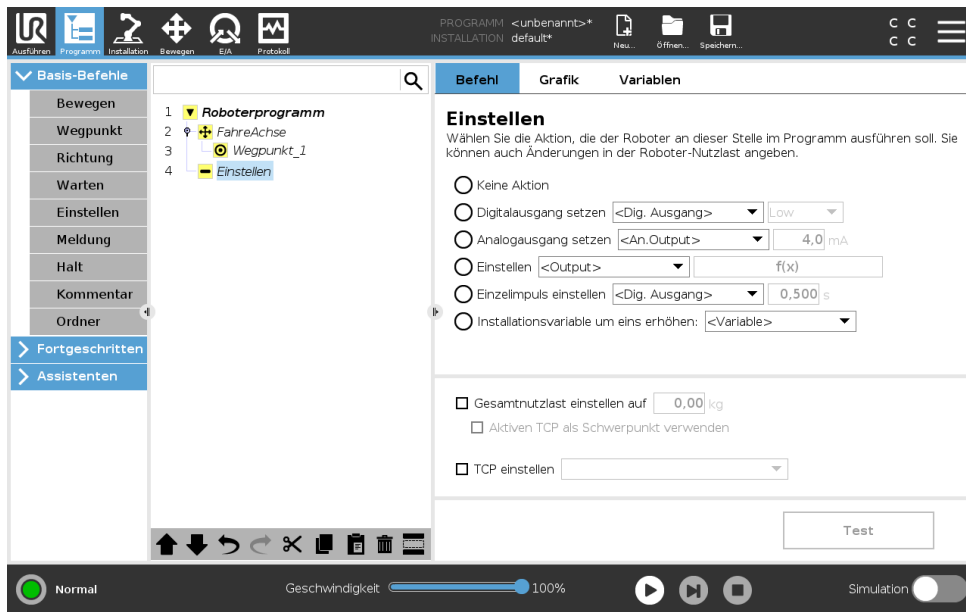 UR
PROGRAMM <unbenannt>*
INSTALLATION default*
Ausführen Programm Installation Bewegen E/A Protokoll
Neu... Öffnen... Speichern...
C C
C C
Basis-Befehle
Bewegen
Wegpunkt
Richtung
Warten
Einstellen
Meldung
Halt
Kommentar
Ordner
Fortgeschritten
Assistenten
1 Roboterprogramm
2 FahreAchse
3 Wegpunkt_1
4 Einstellen
Befehl Grafik Variablen
Einstellen
Wählen Sie die Aktion, die der Roboter an dieser Stelle im Programm ausführen soll. Sie
können auch Änderungen in der Roboter-Nutzlast angeben.
Keine Aktion
Digitalausgang setzen <Dig. Ausgang> Low
Analogausgang setzen <An.Output> 4,0 mA
Einstellen <Output> f(x)
Einzelimpuls einstellen <Dig. Ausgang> 0,500 s
Installationsvariable um eins erhöhen: <Variable>
Gesamtnutzlast einstellen auf 0,00 kg
Aktiven TCP als Schwerpunkt verwenden
TCP einstellen
Test
Normal
Geschwindigkeit 100%
Simulation